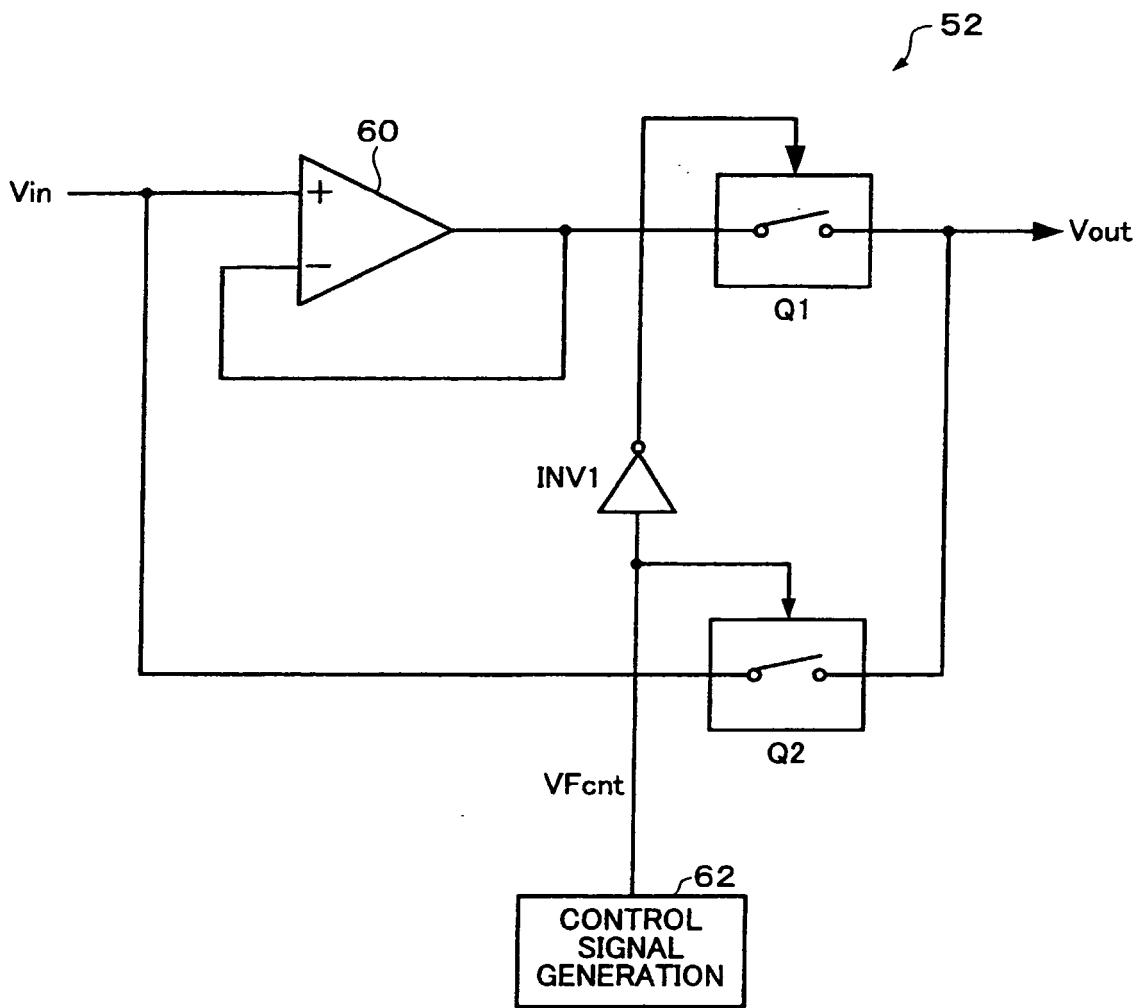 52
60
Vin
+
−
Vout
Q1
INV1
Q2
VFcnt
62
CONTROL
SIGNAL
GENERATION